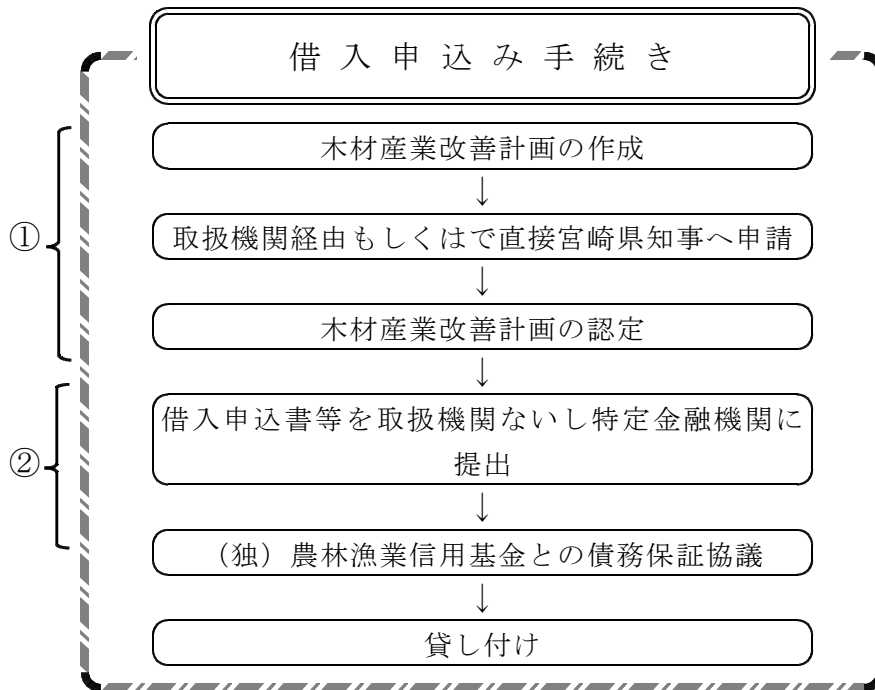 借入申込み手続き
①
木材産業改善計画の作成
↓
取扱機関経由もしくはで直接宮崎県知事へ申請
↓
木材産業改善計画の認定
↓
②
借入申込書等を取扱機関ないし特定金融機関に
提出
↓
（独）農林漁業信用基金との債務保証協議
↓
貸し付け